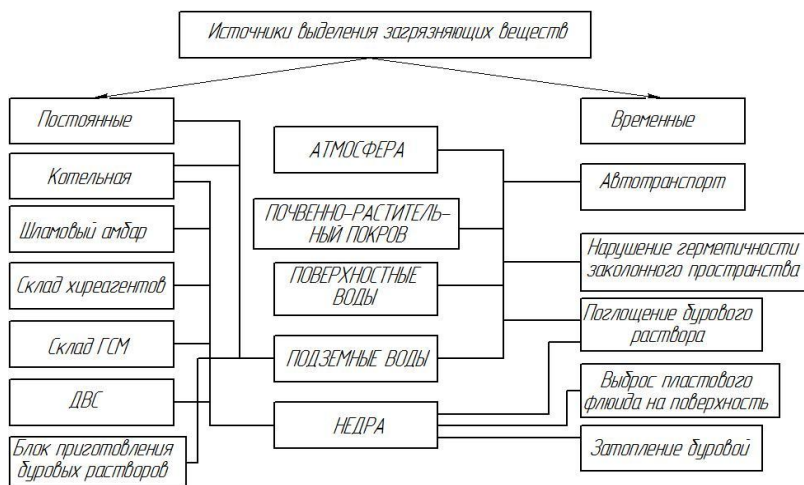 Источники выделения загрязняющих веществ
Постоянные
Временные
АТМОСФЕРА
Котельная
Автотранспорт
ПОЧВЕННО-РАСТИТЕЛЬ-
НЫЙ ПОКРОВ
Шламовый амбар
Нарушение герметичности
заколонного пространства
Склад хиреагентов
ПОВЕРХНОСТНЫЕ
ВОДЫ
Поглощение бурового
раствора
Склад ГСМ
ПОДЗЕМНЫЕ ВОДЫ
Выброс пластового
флюида на поверхность
ДВС
НЕДРА
Блок приготовления
буровых растворов
Затопление буровой